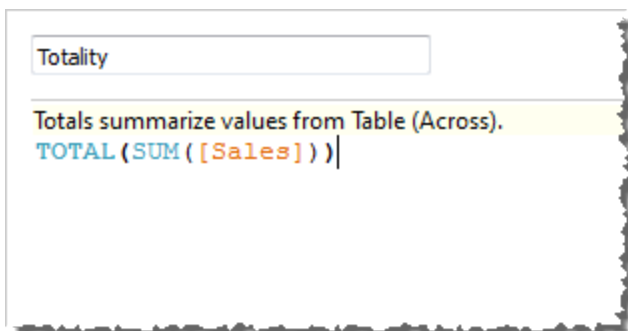 Totality
Totals summarize values from Table (Across).
TOTAL(SUM([Sales]))